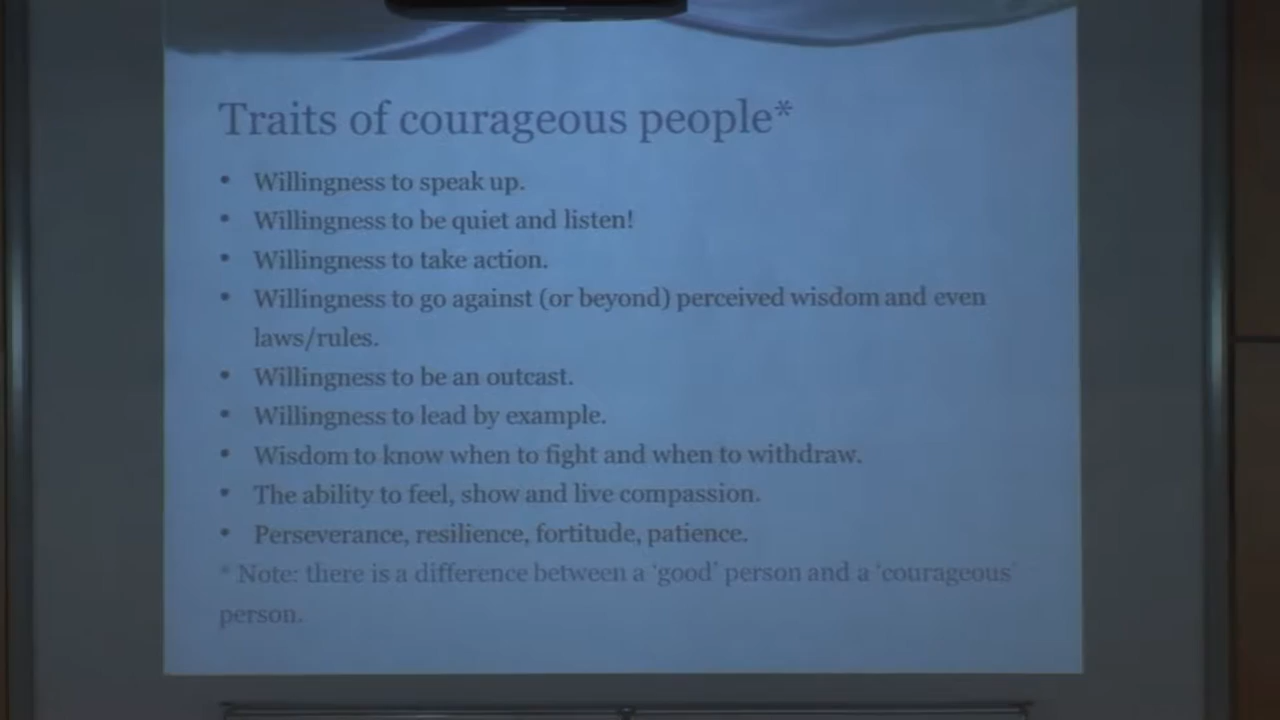 Traits of courageous people*
• Willingness to speak up.
• Willingness to be quiet and listen!
• Willingness to take action.
• Willingness to go against (or beyond) perceived wisdom and even
laws/rules.
• Willingness to be an outcast.
• Willingness to lead by example.
• Wisdom to know when to fight and when to withdraw.
• The ability to feel, show and live compassion.
• Perseverance, resilience, fortitude, patience.
* Note: there is a difference between a ‘good’ person and a ‘courageous’
person.